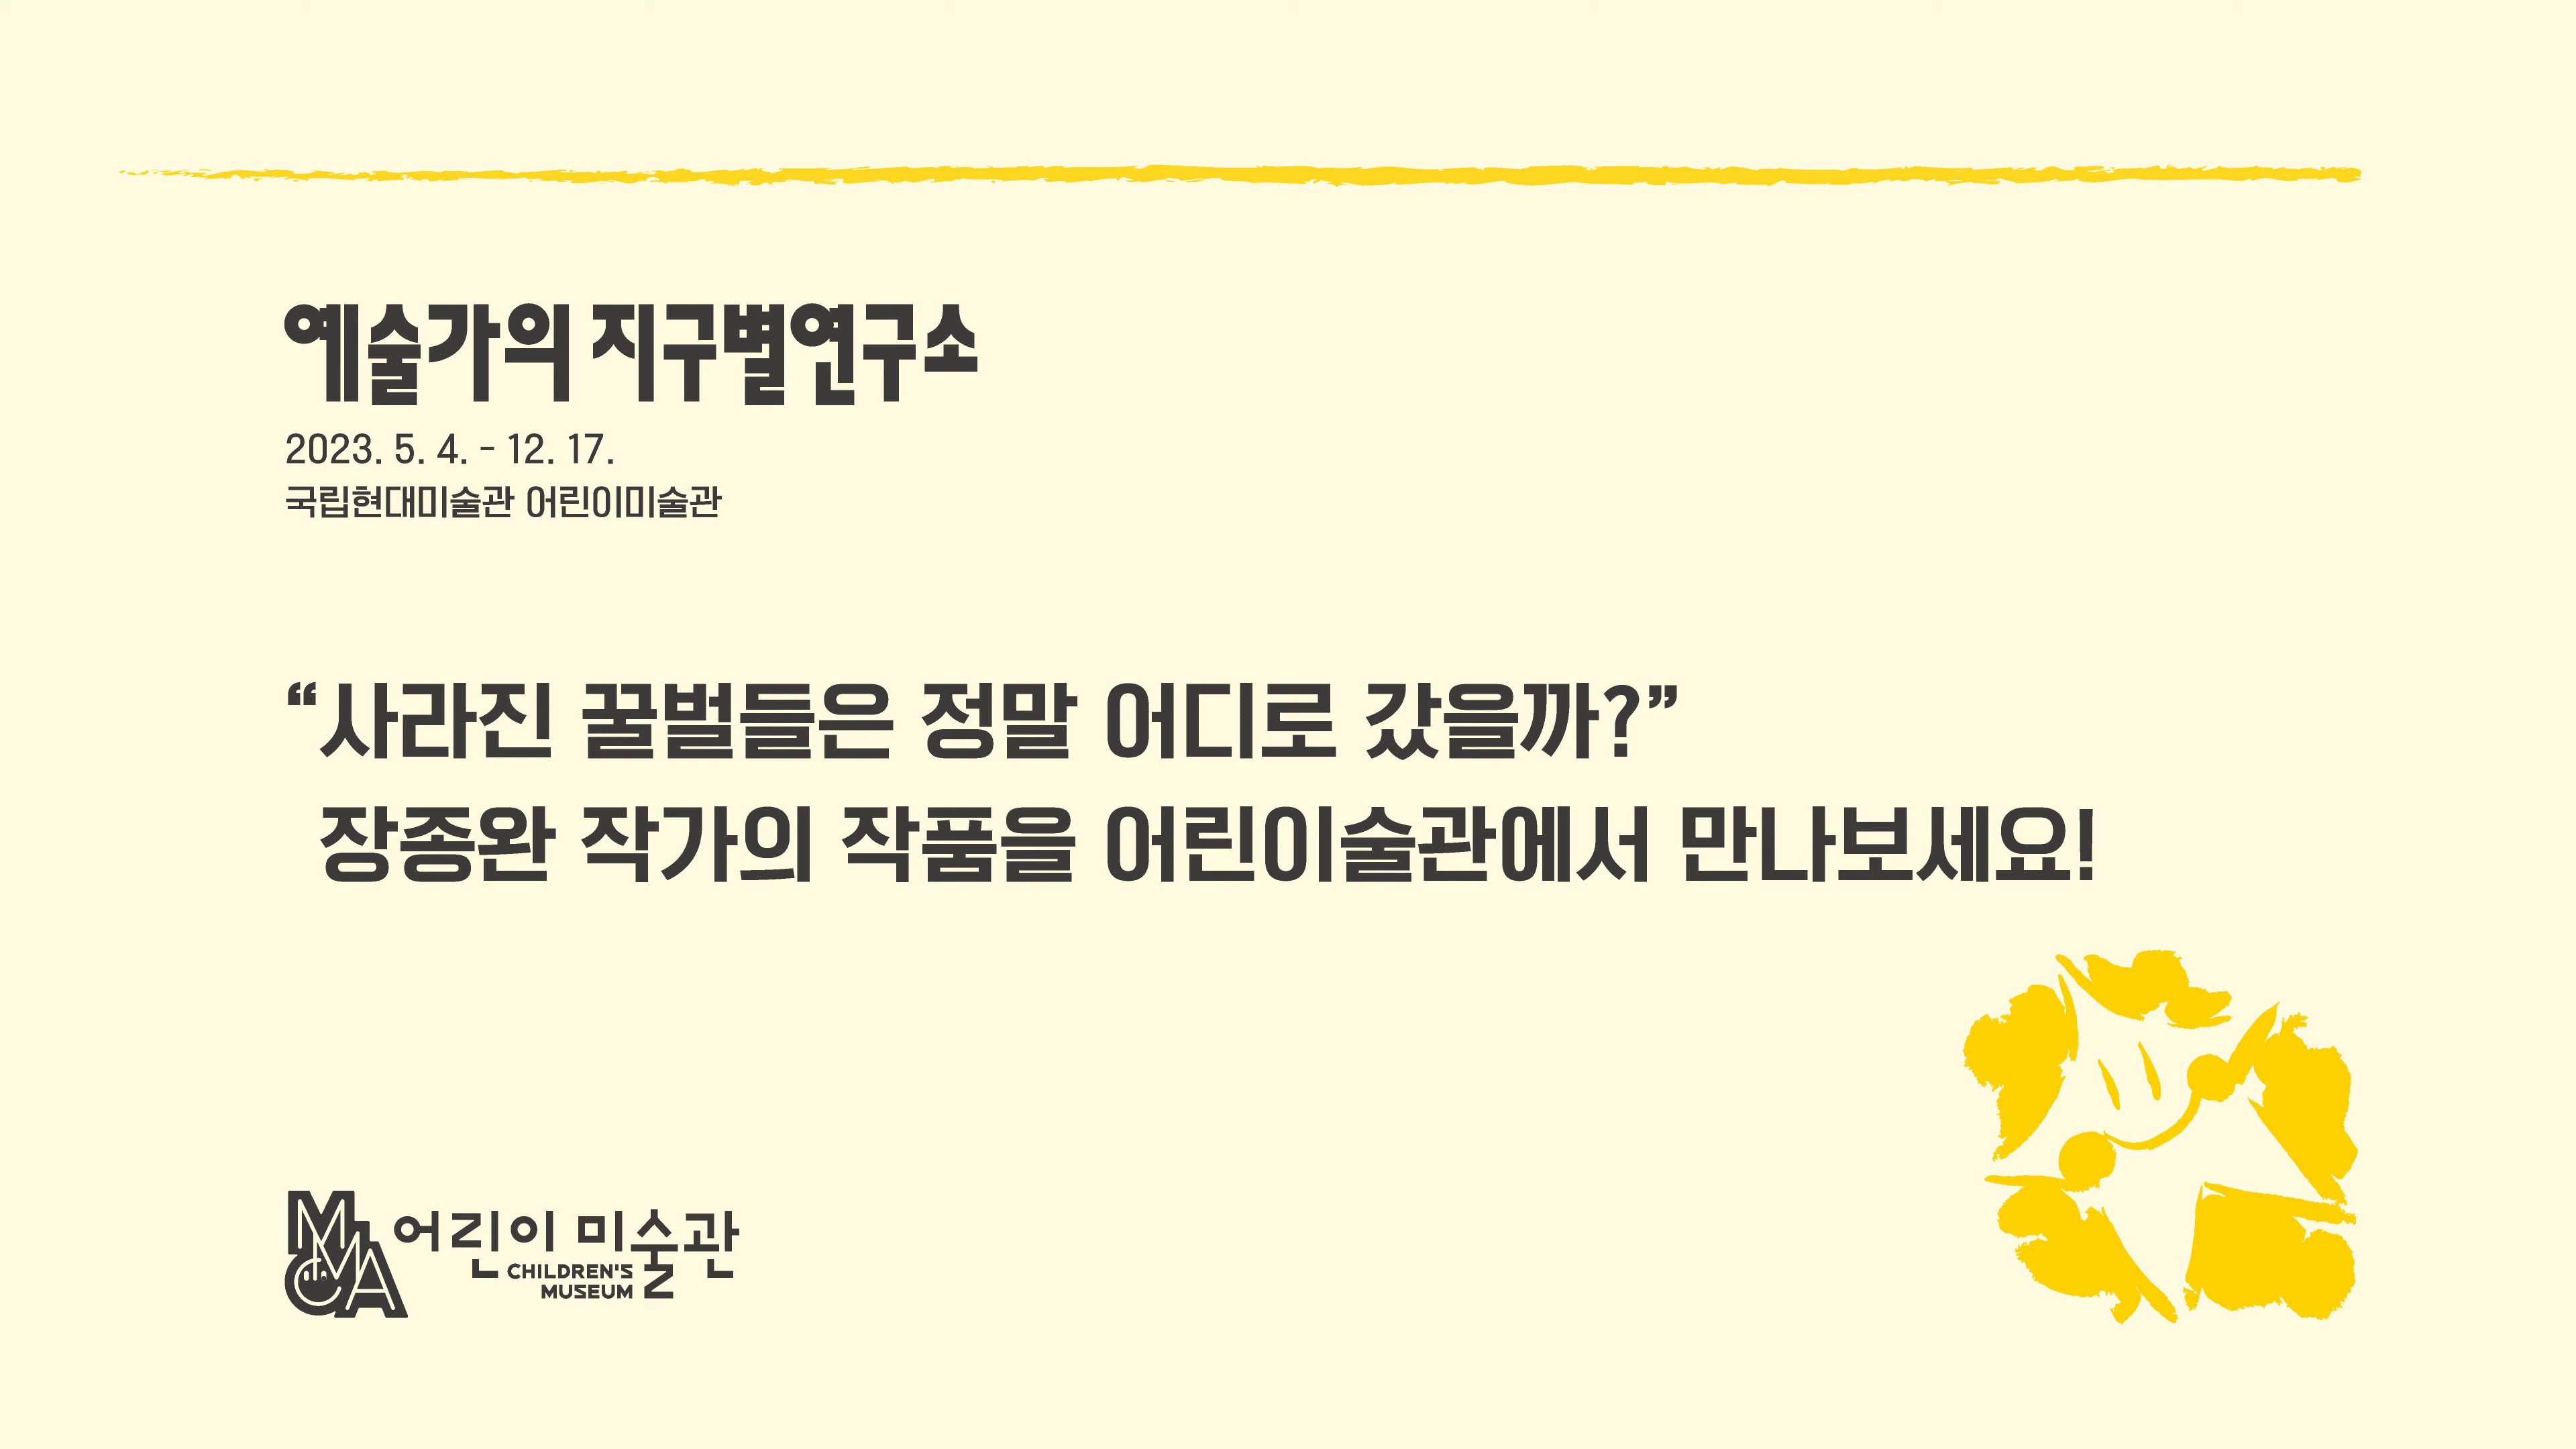 예술가의 지구별연구소
2023. 5. 4. - 12. 17.
국립현대미술관 어린이미술관
“사라진 꿀벌들은 정말 어디로 갔을까?”
장종완 작가의 작품을 어린이술관에서 만나보세요!
MMCA 어린이 미술관
CHILDREN'S
MUSEUM